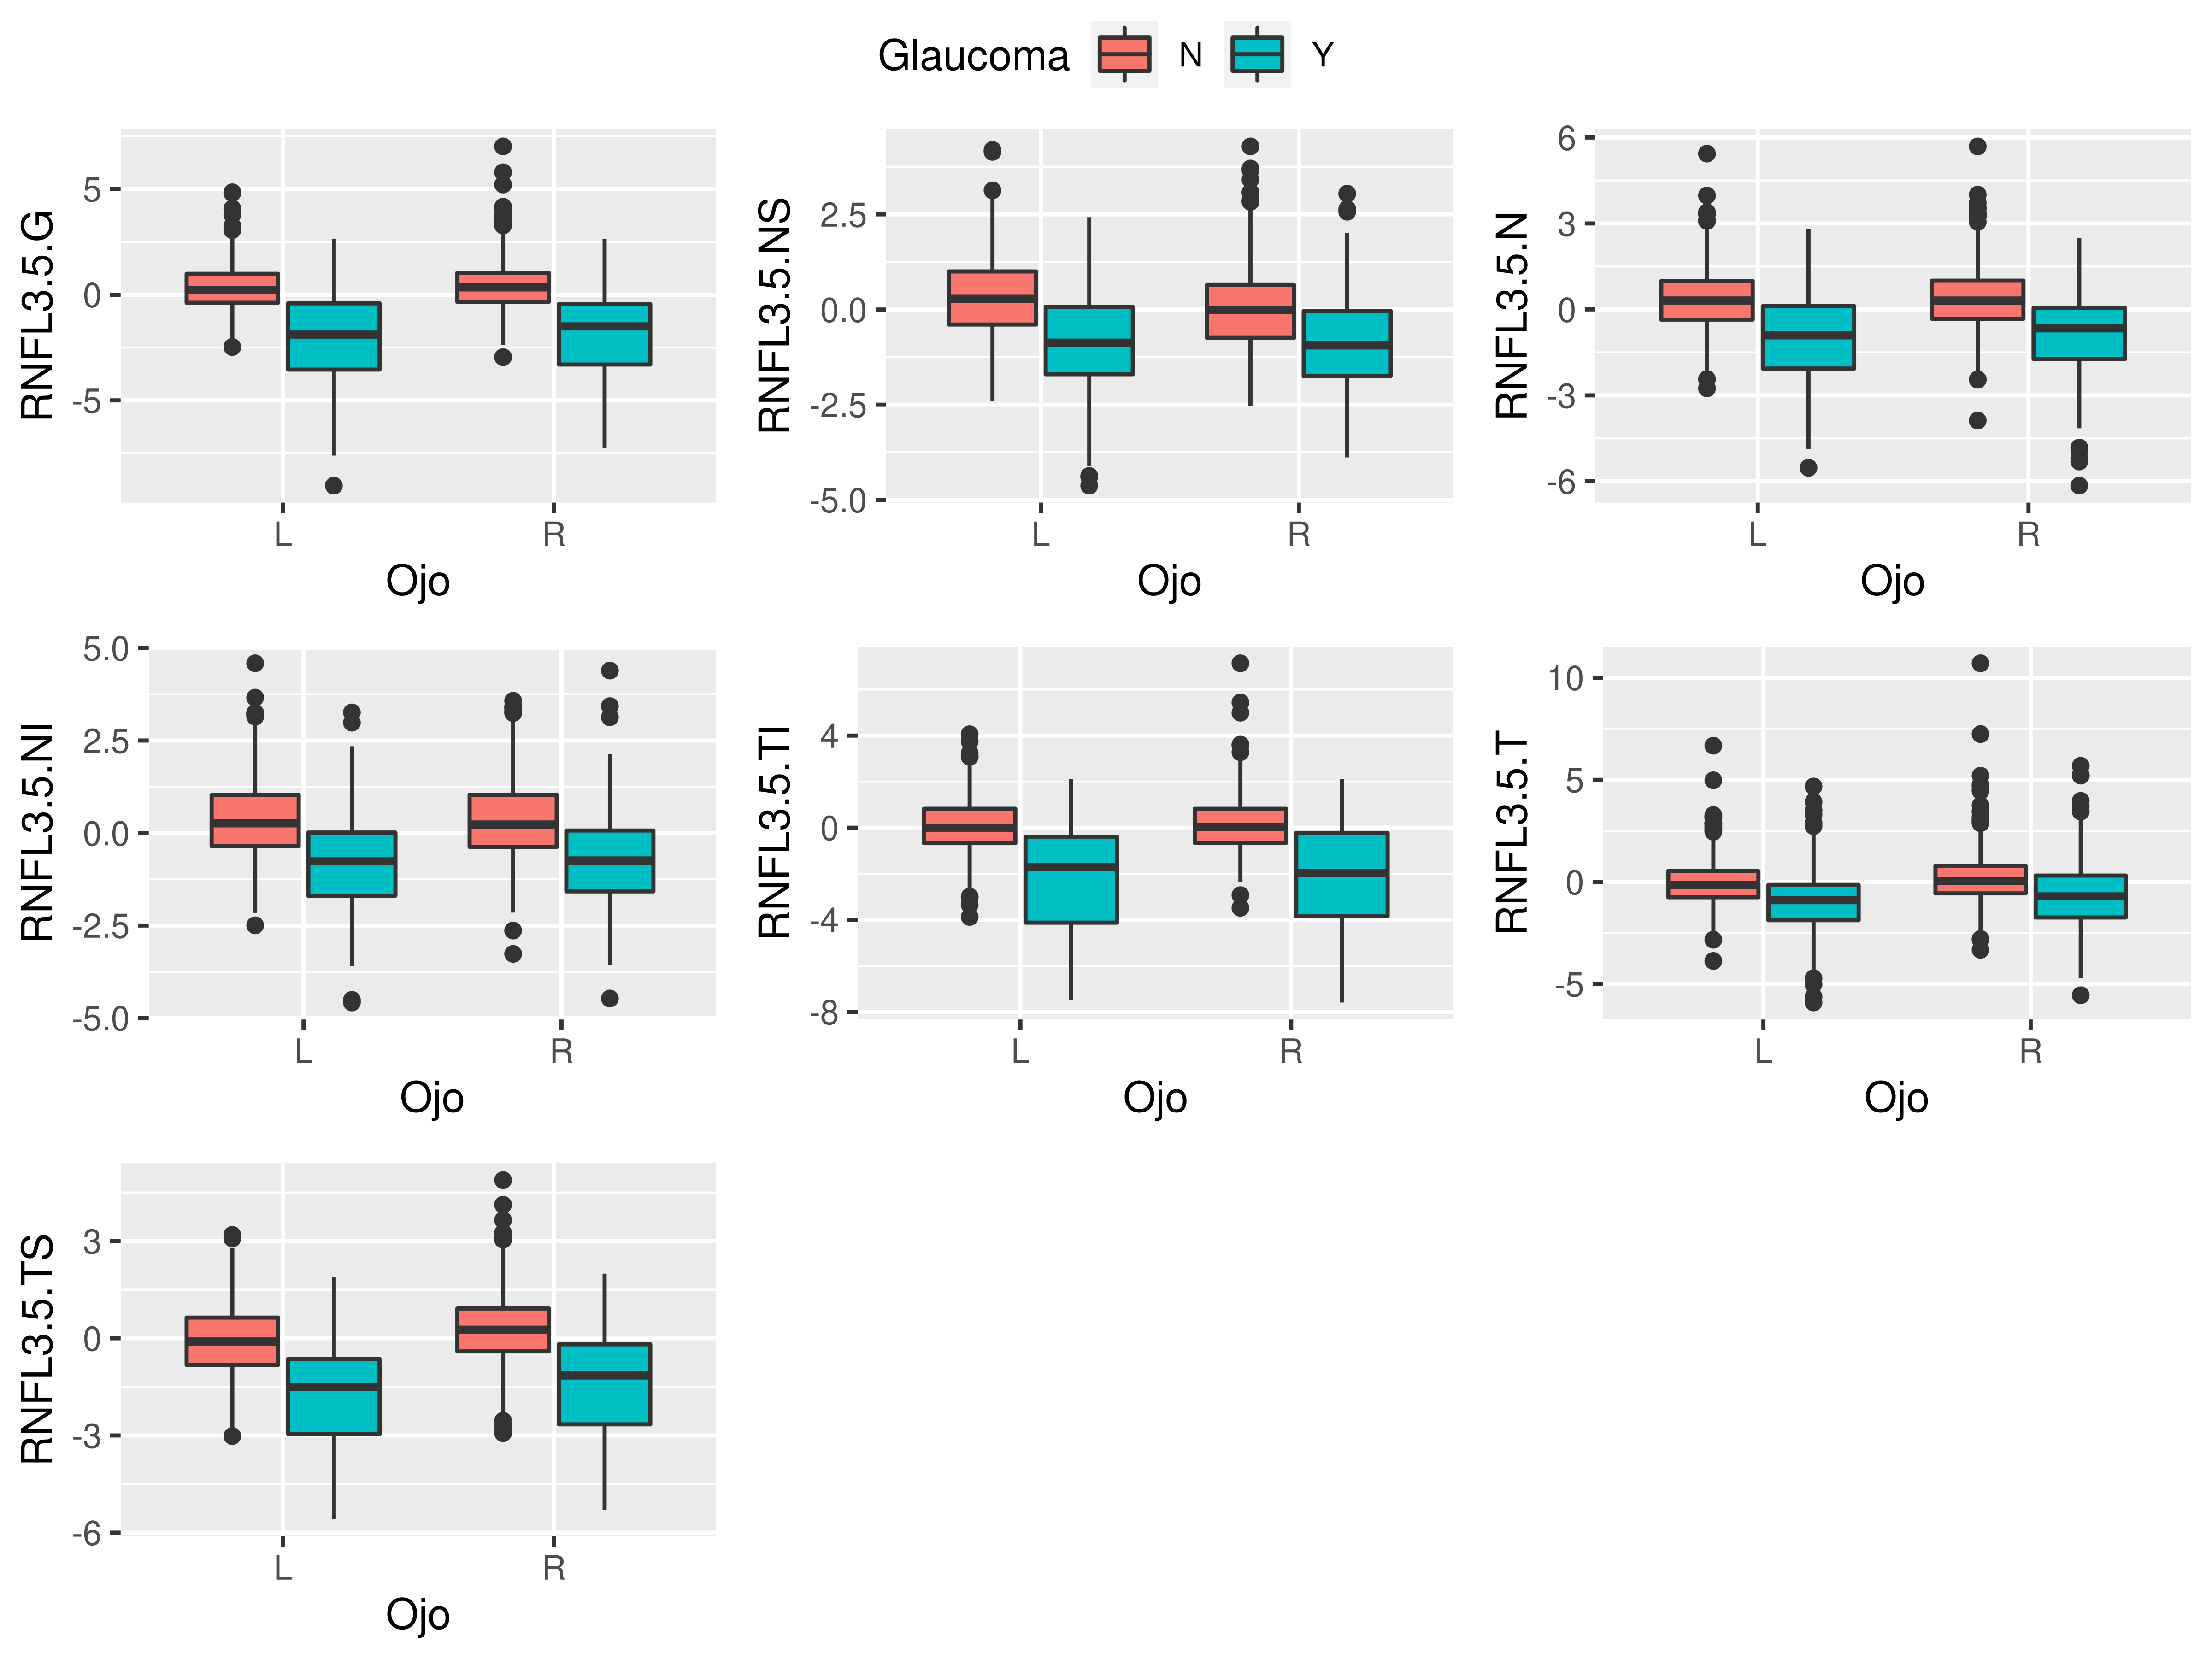 Glaucoma N Y
RNFL3.5.G
5
0
-5
L R
Ojo
RNFL3.5.NS
2.5
0.0
-2.5
-5.0
L R
Ojo
RNFL3.5.N
6
3
0
-3
-6
L R
Ojo
RNFL3.5.NI
5.0
2.5
0.0
-2.5
-5.0
L R
Ojo
RNFL3.5.TI
4
0
-4
-8
L R
Ojo
RNFL3.5.T
10
5
0
-5
L R
Ojo
RNFL3.5.TS
3
0
-3
-6
L R
Ojo